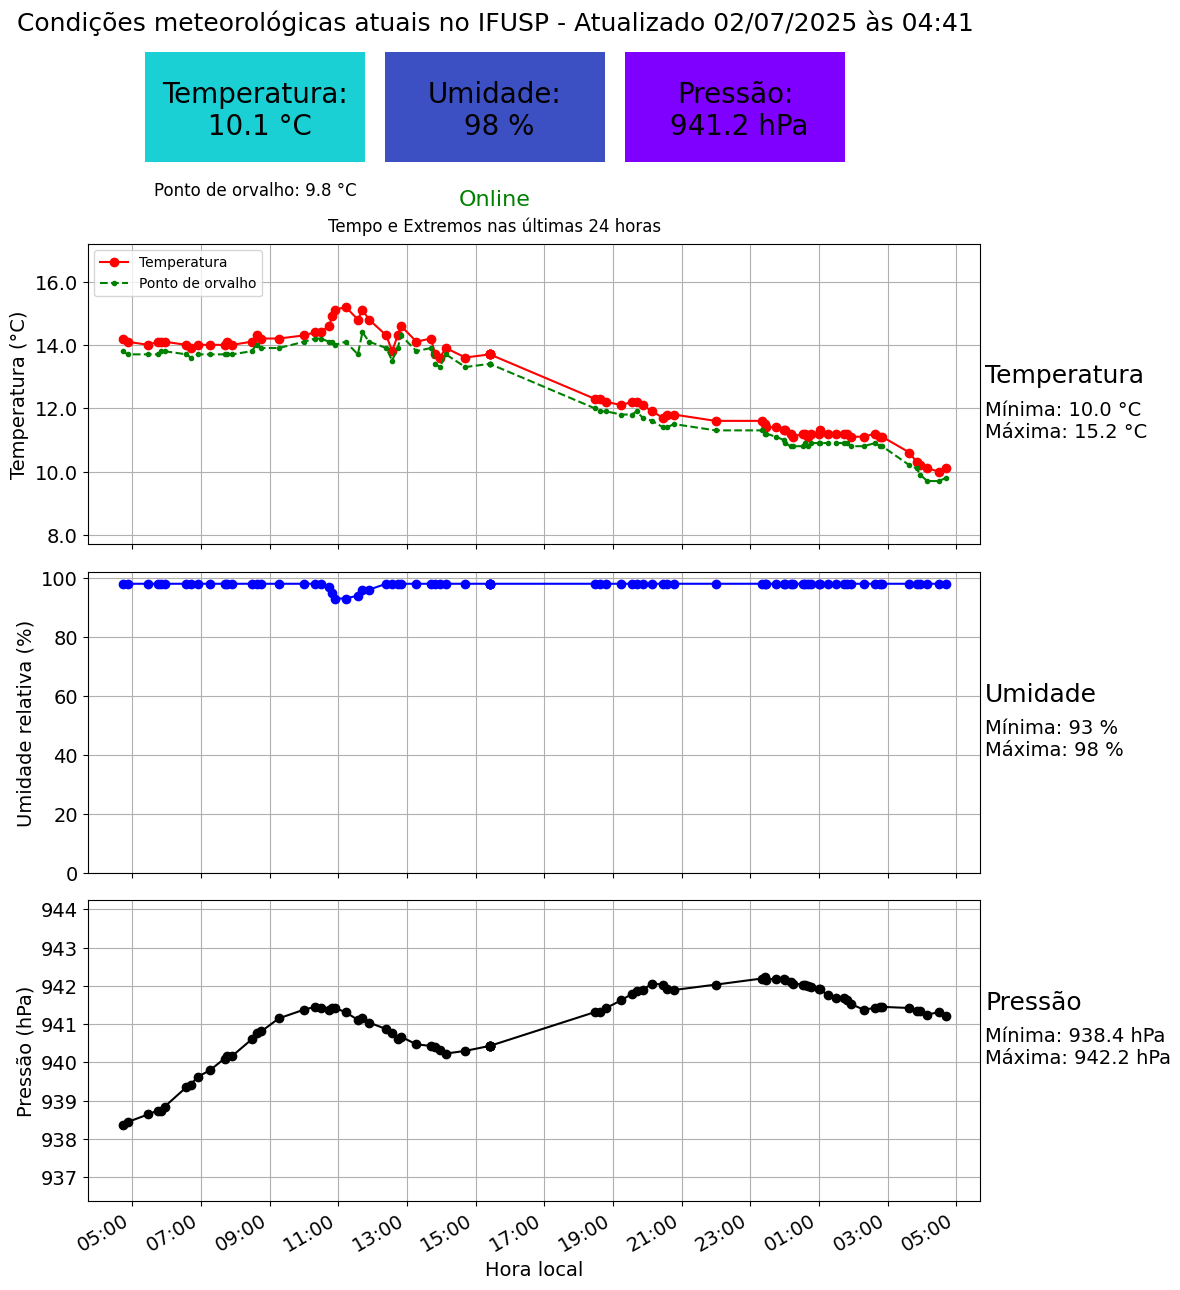 Condições meteorológicas atuais no IFUSP - Atualizado 02/07/2025 às 04:41
Temperatura:
10.1 °C
Umidade:
98 %
Pressão:
941.2 hPa
Ponto de orvalho: 9.8 °C
Online
Tempo e Extremos nas últimas 24 horas
Temperatura
Ponto de orvalho
Temperatura (°C)
16.0
14.0
12.0
10.0
8.0
Temperatura
Mínima: 10.0 °C
Máxima: 15.2 °C
Umidade relativa (%)
100
80
60
40
20
0
Umidade
Mínima: 93 %
Máxima: 98 %
Pressão (hPa)
944
943
942
941
940
939
938
937
Pressão
Mínima: 938.4 hPa
Máxima: 942.2 hPa
05:00
07:00
09:00
11:00
13:00
15:00
17:00
19:00
21:00
23:00
01:00
03:00
05:00
Hora local